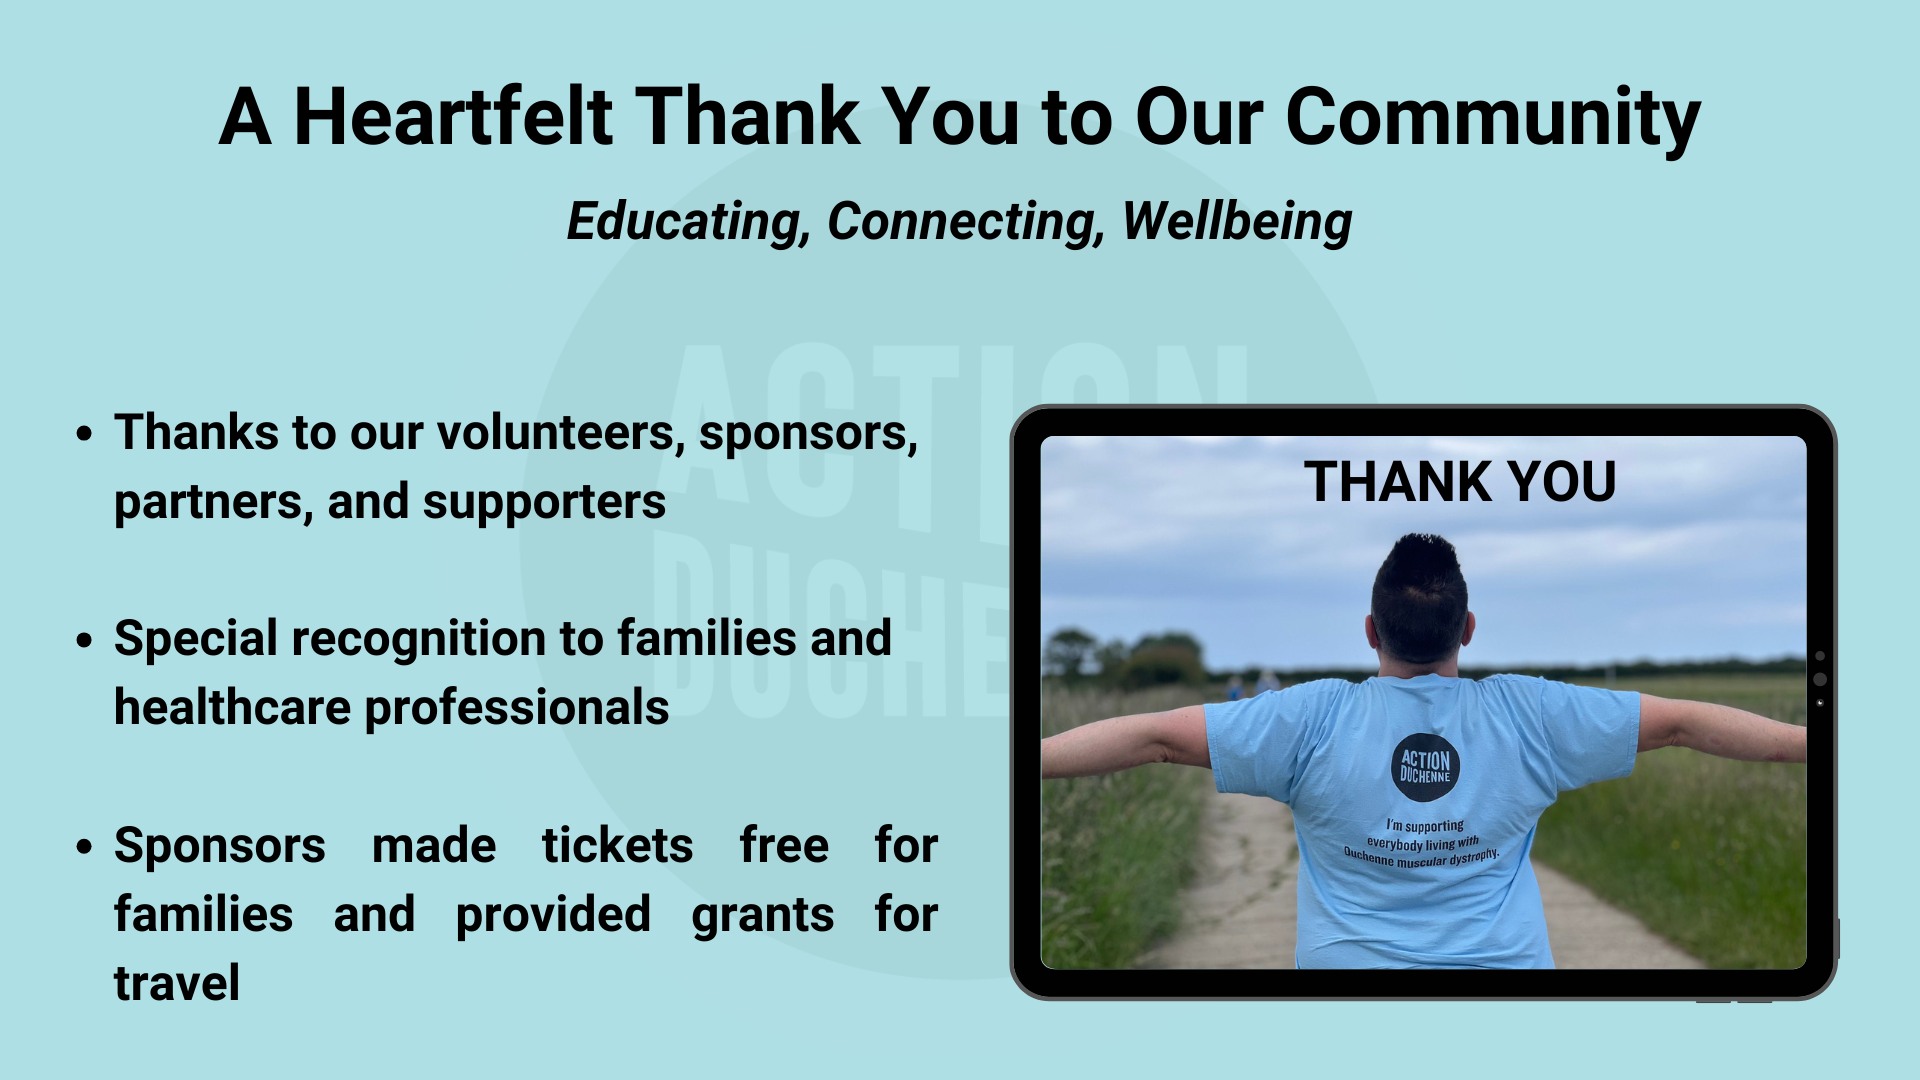 A Heartfelt Thank You to Our Community
Educating, Connecting, Wellbeing
ACTION
DUCHE
• Thanks to our volunteers, sponsors,
partners, and supporters
• Special recognition to families and
healthcare professionals
• Sponsors made tickets free for
families and provided grants for
travel
THANK YOU
ACTION
DUCHENNE
I'm supporting
everybody living with
Duchenne muscular dystrophy.